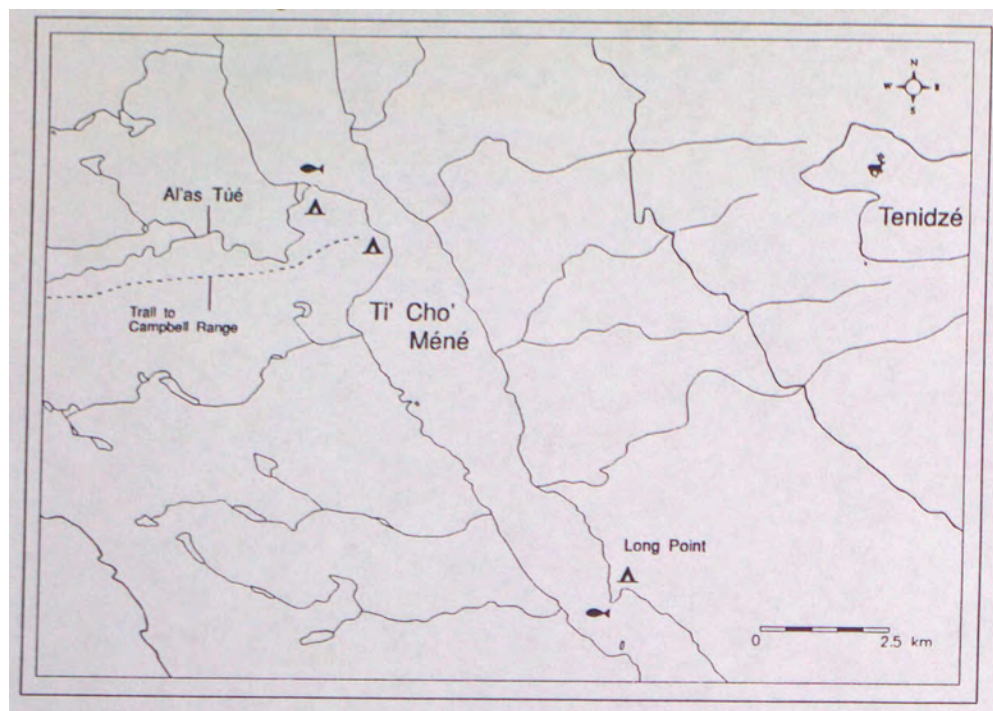 N
W E
S
Al'as Túé
Tenidzé
Trail to
Campbell Range
Ti' Cho'
Méné
Long Point
0 2.5 km